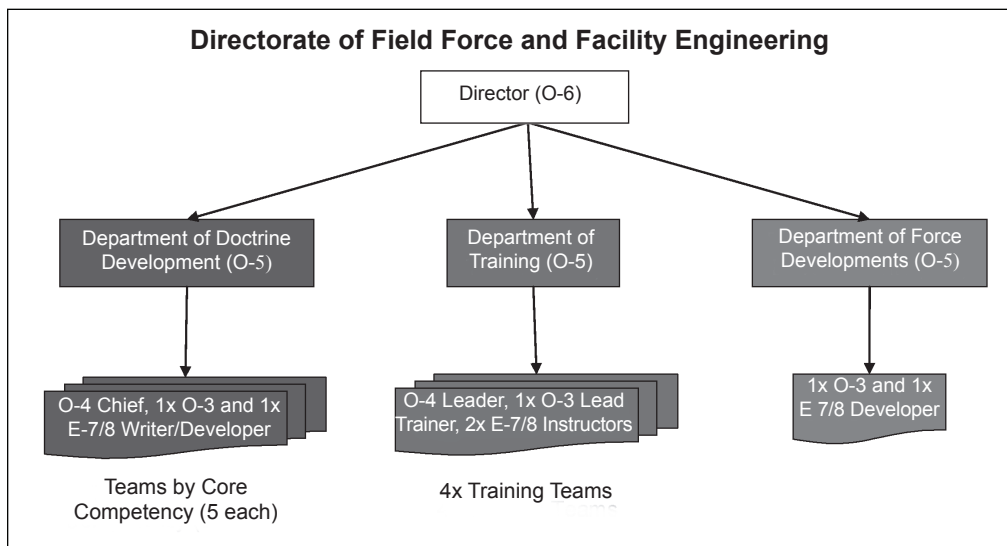 Directorate of Field Force and Facility Engineering
Director (O-6)
Department of Doctrine
Development (O-5)
Department of
Training (O-5)
Department of Force
Developments (O-5)
O-4 Chief, 1x O-3 and 1x
E-7/8 Writer/Developer
O-4 Leader, 1x O-3 Lead
Trainer, 2x E-7/8 Instructors
1x O-3 and 1x
E 7/8 Developer
Teams by Core
Competency (5 each)
4x Training Teams